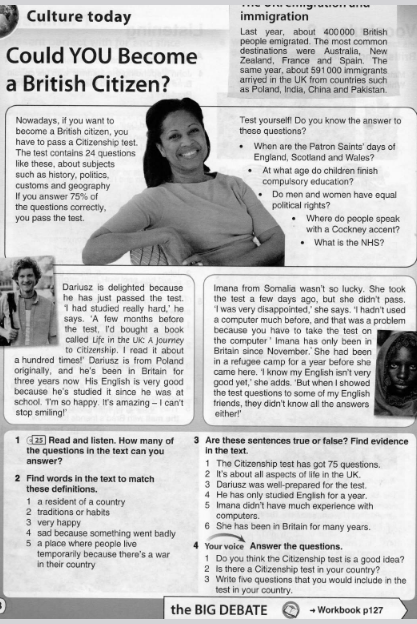 Culture today
The UK: emigration and
immigration
Last year, about 400000 British
people emigrated. The most common
destinations were Australia, New
Zealand, France and Spain. The
same year, about 591000 immigrants
arrived in the UK from countries such
as Poland, India, China and Pakistan.
Could YOU Become
a British Citizen?
Nowadays, if you want to
become a British citizen, you
have to pass a Citizenship test.
The test contains 24 questions
like these, about subjects
such as history, politics,
customs and geography
If you answer 75% of
the questions correctly,
you pass the test.
Test yourself! Do you know the answer to
these questions?
• When are the Patron Saints' days of
England, Scotland and Wales?
• At what age do children finish
compulsory education?
• Do men and women have equal
political rights?
• Where do people speak
with a Cockney accent?
• What is the NHS?
Dariusz is delighted because
he has just passed the test.
'I had studied really hard,' he
says. 'A few months before
the test, I'd bought a book
called Life in the UK: A Journey
to Citizenship. I read it about
a hundred times!' Dariusz is from Poland
originally, and he's been in Britain for
three years now His English is very good
because he's studied it since he was at
school. 'I'm so happy. It's amazing – I can't
stop smiling!'
Imana from Somalia wasn't so lucky. She took
the test a few days ago, but she didn't pass.
'I was very disappointed,' she says. 'I hadn't used
a computer much before, and that was a problem
because you have to take the test on
the computer ' Imana has only been in
Britain since November. She had been
in a refugee camp for a year before she
came here. 'I know my English isn't very
good yet,' she adds. 'But when I showed
the test questions to some of my English
friends, they didn't know all the answers
either!'
1 25 Read and listen. How many of
the questions in the text can you
answer?
2 Find words in the text to match
these definitions.
1 a resident of a country
2 traditions or habits
3 very happy
4 sad because something went badly
5 a place where people live
temporarily because there's a war
in their country
3 Are these sentences true or false? Find evidence
in the text.
1 The Citizenship test has got 75 questions.
2 It's about all aspects of life in the UK.
3 Dariusz was well-prepared for the test.
4 He has only studied English for a year.
5 Imana didn't have much experience with
computers.
6 She has been in Britain for many years.
4 Your voice Answer the questions.
1 Do you think the Citizenship test is a good idea?
2 Is there a Citizenship test in your country?
3 Write five questions that you would include in the
test in your country.
the BIG DEBATE → Workbook p127